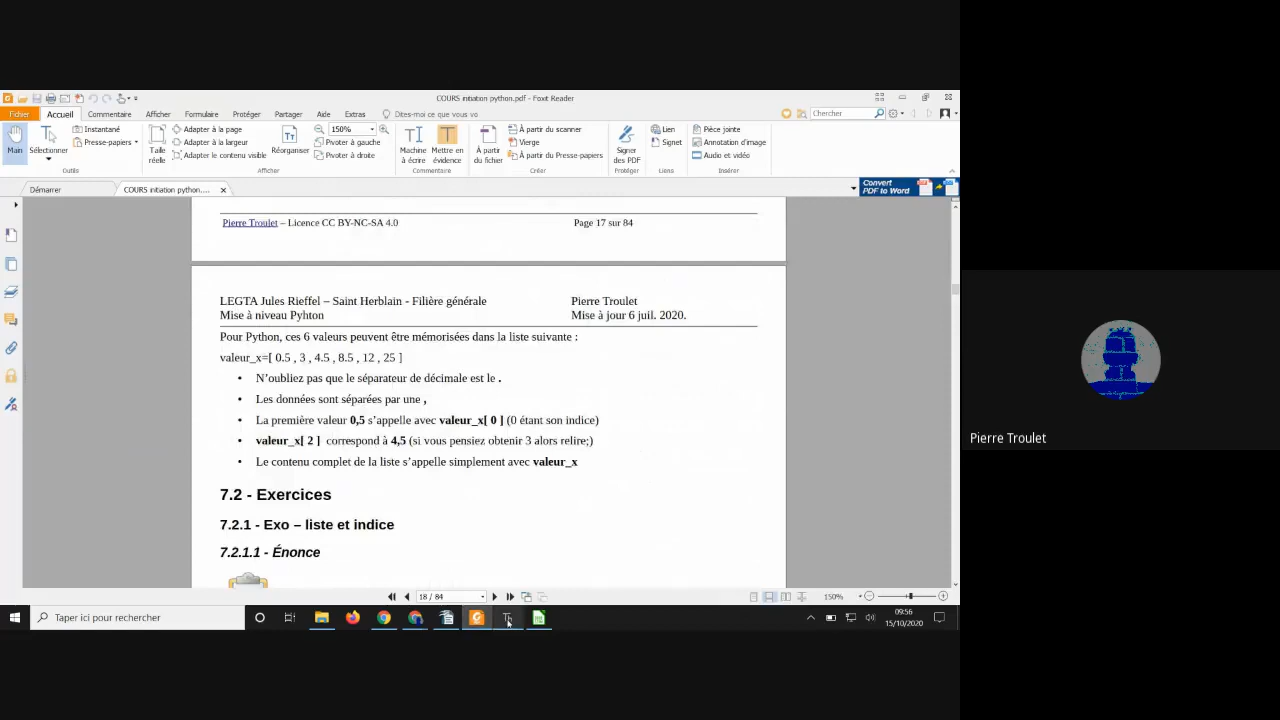 COURS initiation python.pdf - Foxit Reader
Fichier Accueil Commentaire Afficher Formulaire Protéger Partager Aide Extras Dites-moi ce que vous vo Chercher
Main
Sélectionner
Instantané
Presse-papiers
Outils
Taille réelle
Adapter à la page
Adapter à la largeur
Adapter le contenu visible
Réorganiser
150%
Pivoter à gauche
Pivoter à droite
Afficher
Machine à écrire
Mettre en évidence
Commentaire
À partir du fichier
À partir du scanner
Vierge
À partir du Presse-papiers
Créer
Signer des PDF
Protéger
Lien
Signet
Liens
Pièce jointe
Annotation d'image
Audio et vidéo
Insérer
Démarrer COURS initiation python....
Convert PDF to Word
Pierre Troulet – Licence CC BY-NC-SA 4.0 Page 17 sur 84
LEGTA Jules Rieffel – Saint Herblain - Filière générale Pierre Troulet
Mise à niveau Pyhton Mise à jour 6 juil. 2020.
Pour Python, ces 6 valeurs peuvent être mémorisées dans la liste suivante :
valeur_x=[ 0.5 , 3 , 4.5 , 8.5 , 12 , 25 ]
• N'oubliez pas que le séparateur de décimale est le .
• Les données sont séparées par une ,
• La première valeur 0,5 s'appelle avec valeur_x[ 0 ] (0 étant son indice)
• valeur_x[ 2 ] correspond à 4,5 (si vous pensiez obtenir 3 alors relire;)
• Le contenu complet de la liste s'appelle simplement avec valeur_x
7.2 - Exercices
7.2.1 - Exo – liste et indice
7.2.1.1 - Énonce
18 / 84
150%
Taper ici pour rechercher
09:56
15/10/2020
Pierre Troulet